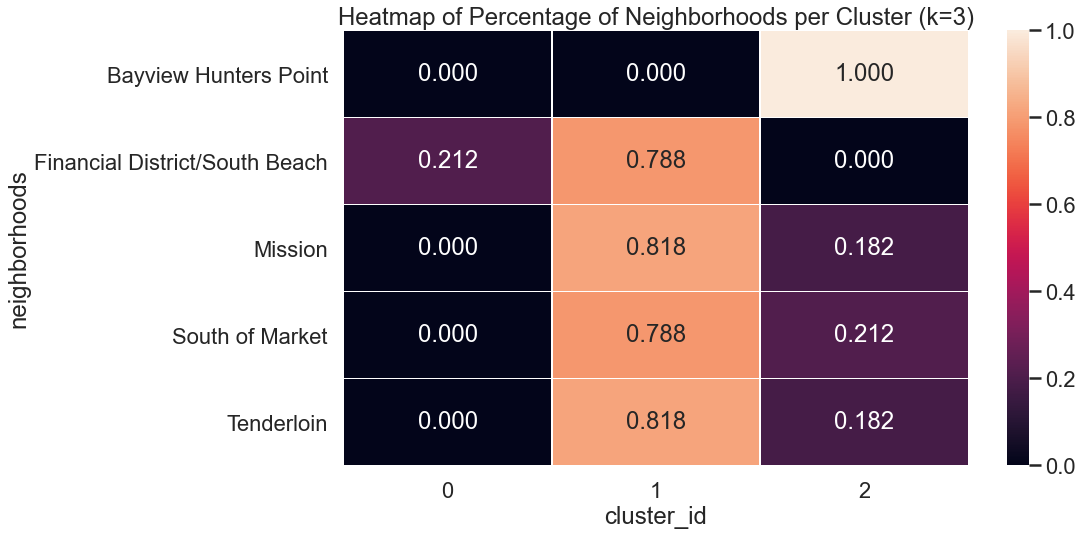 Heatmap of Percentage of Neighborhoods per Cluster (k=3)
neighborhoods
Bayview Hunters Point 0.000 0.000 1.000
Financial District/South Beach 0.212 0.788 0.000
Mission 0.000 0.818 0.182
South of Market 0.000 0.788 0.212
Tenderloin 0.000 0.818 0.182
0 1 2
cluster_id
1.0
0.8
0.6
0.4
0.2
0.0